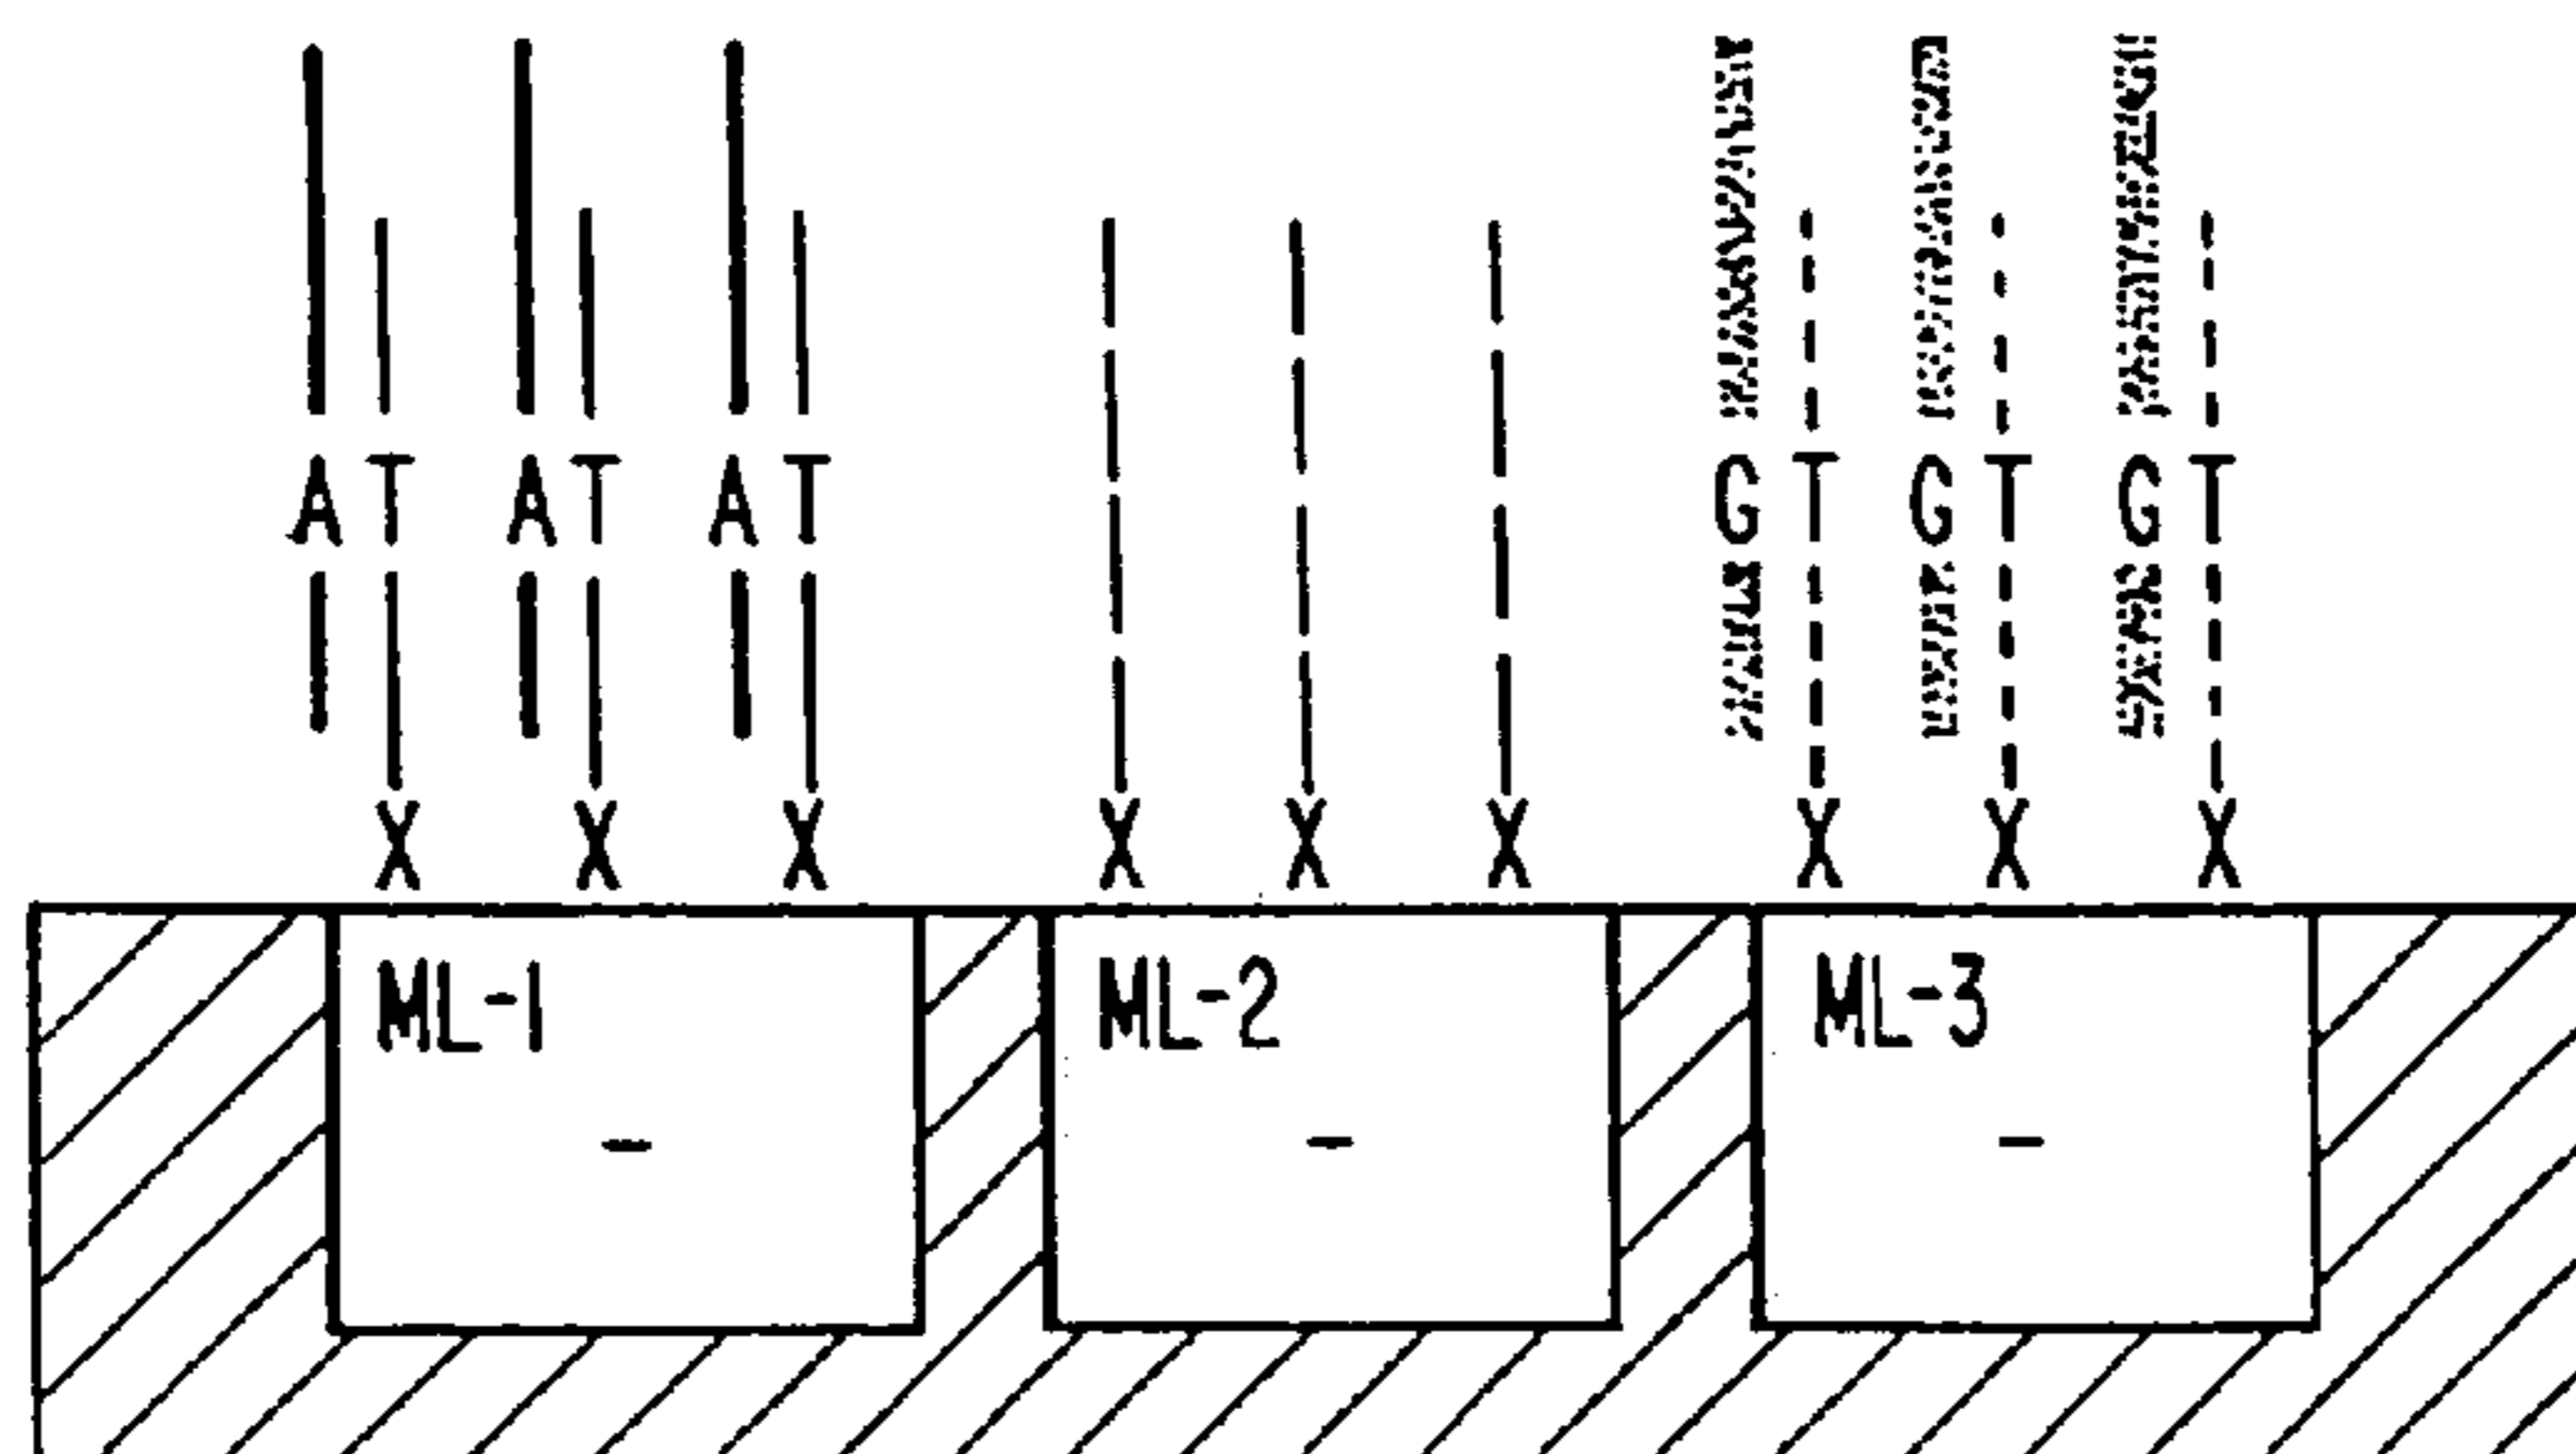 A T A T A T G T G T G T
X X X X X X X X X
ML-1 ML-2 ML-3
- - -